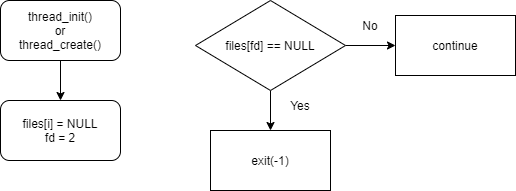 thread_init()
or
thread_create()
files[i] = NULL
fd = 2
files[fd] == NULL
No
continue
Yes
exit(-1)